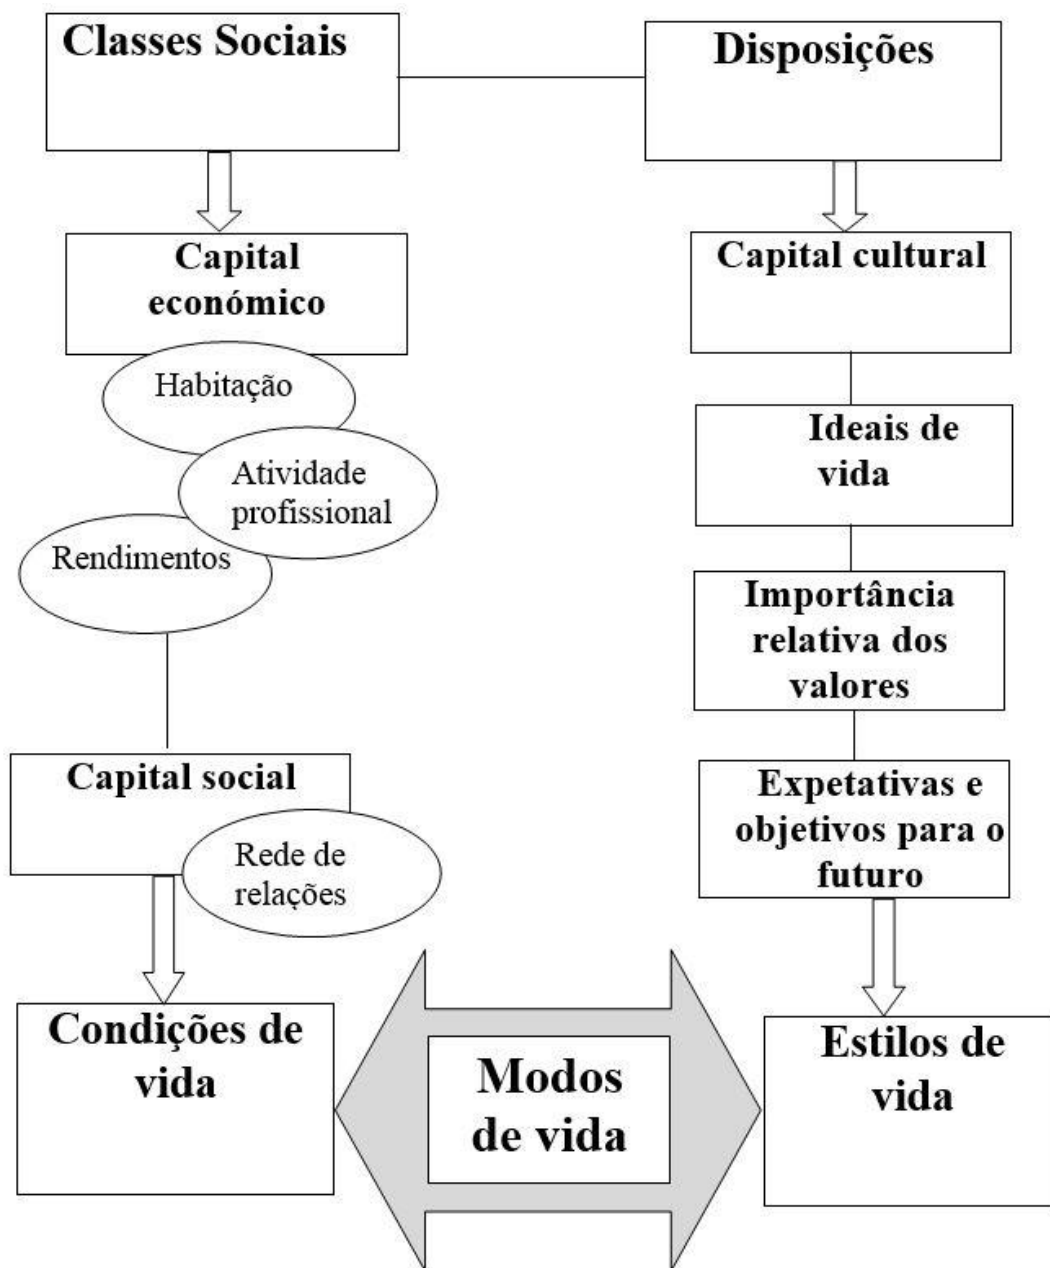 Classes Sociais
Disposições
Capital
económico
Capital cultural
Habitação
Atividade
profissional
Rendimentos
Ideais de
vida
Importância
relativa dos
valores
Capital social
Rede de
relações
Expetativas e
objetivos para o
futuro
Condições de
vida
Modos
de vida
Estilos de
vida